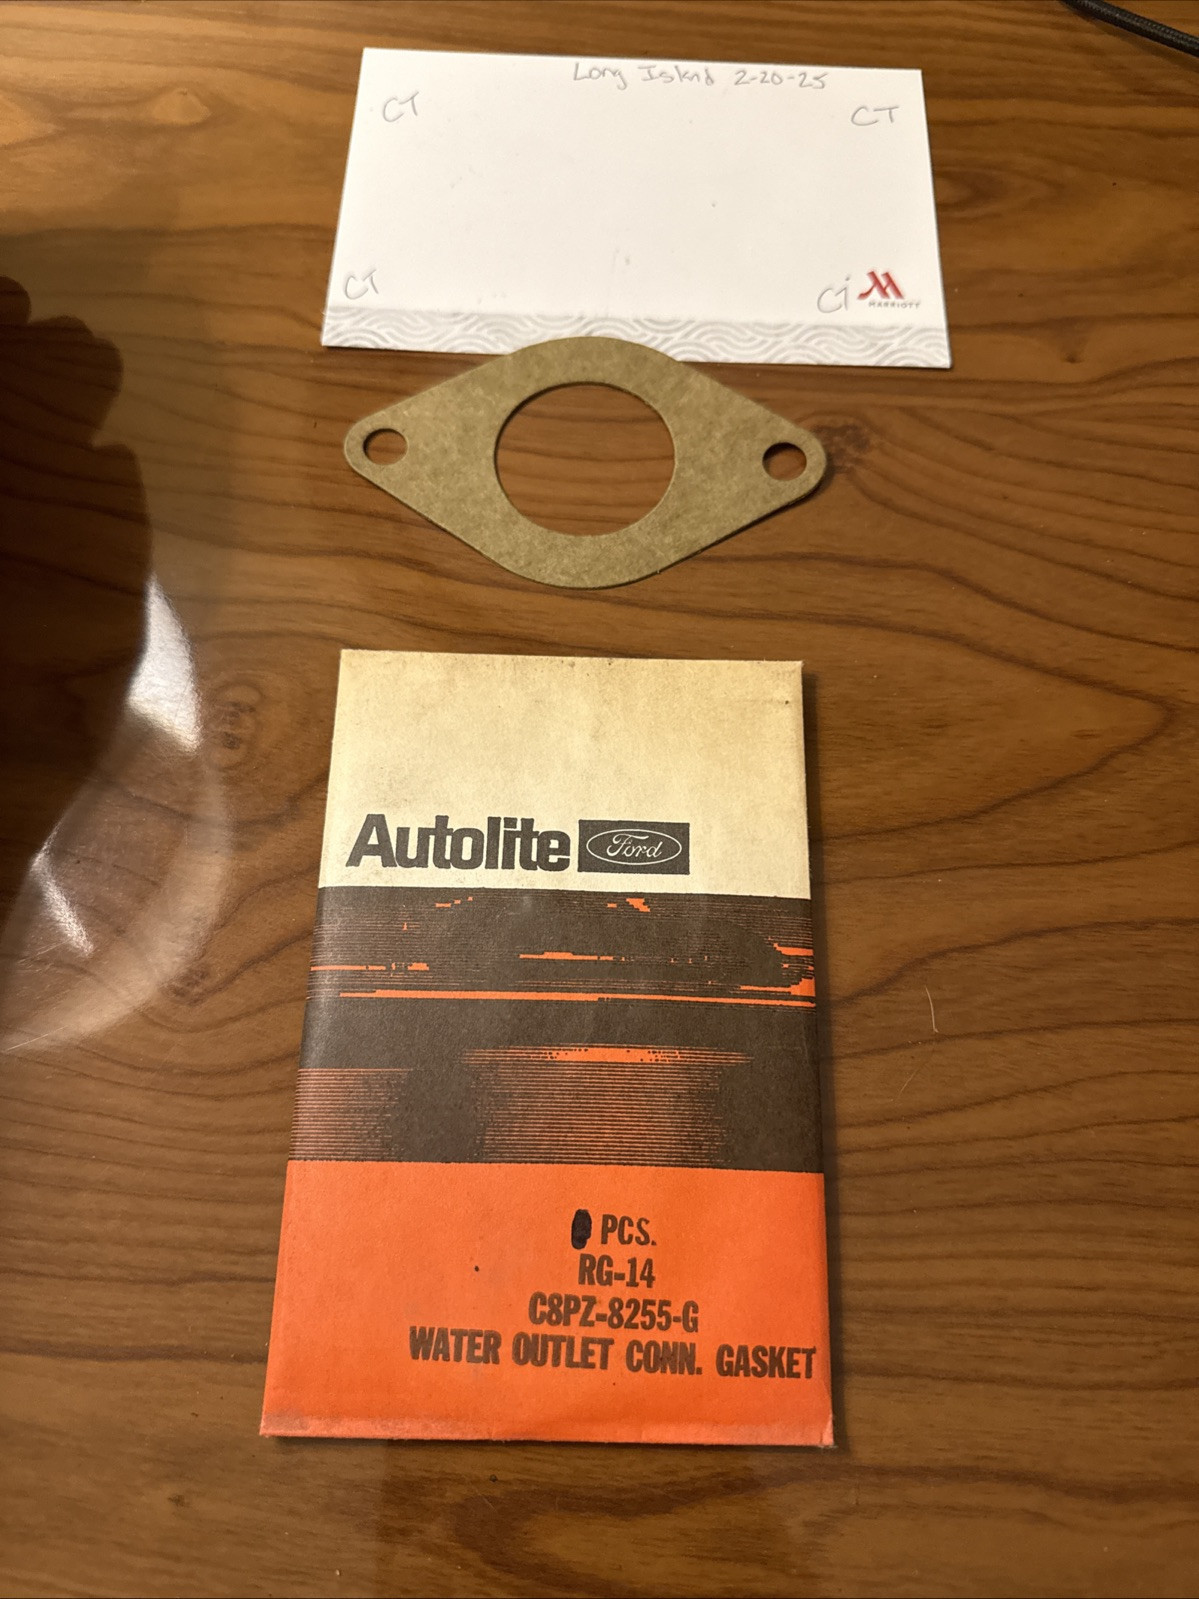 Long Island 2-20-25
CT CT
CT Ci
MARRIOTT
Autolite Ford
PCS.
RG-14
C8PZ-8255-G
WATER OUTLET CONN. GASKET